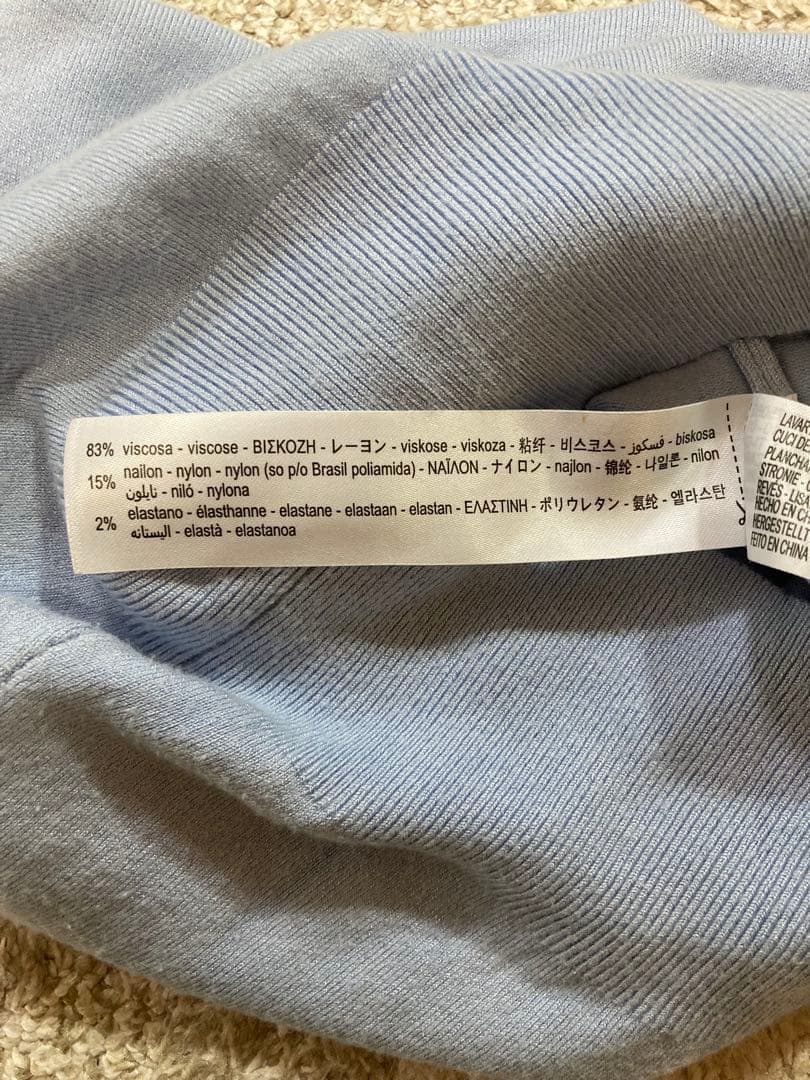 83% viscosa - viscose - ΒΙΣΚΟΖΗ - レーヨン - viskose - viskoza - 粘纤 - 비스코스 - فسكوز - biskosa
15% nailon - nylon - nylon (so p/o Brasil poliamida) - ΝΑΪΛΟΝ - ナイロン - najlon - 锦纶 - 나일론 - nilon
نايلون - niló - nylona
2% elastano - élasthanne - elastane - elastaan - elastan - ΕΛΑΣΤΙΝΗ - ポリウレタン - 氨纶 - 엘라스탄
اليستانه - elastà - elastanoa
LAVAR
CUCI DE
PLANCHA
STRONIE
REVÉS - LIS
HECHO EN C
HERGESTELLT
FEITO EN CHINA